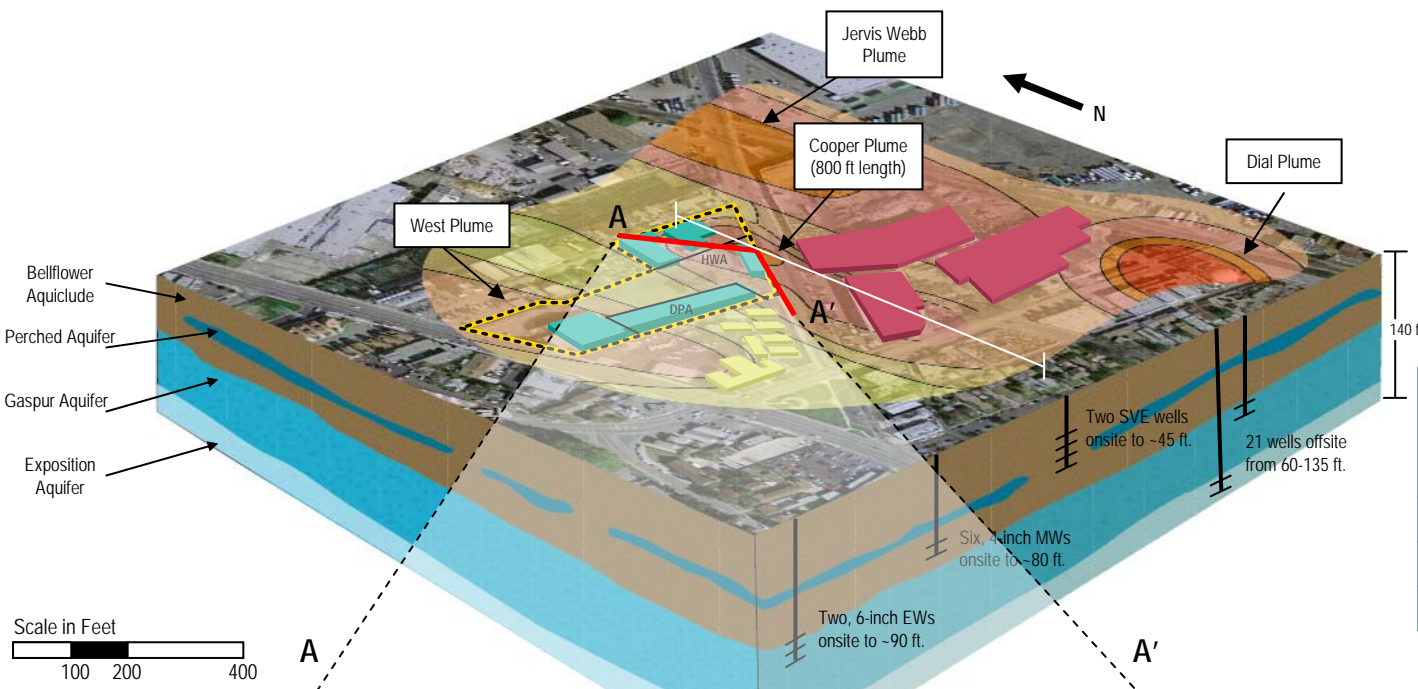 Jervis Webb
Plume
N
Cooper Plume
(800 ft length)
Dial Plume
West Plume
A
HWA
A'
DPA
Bellflower
Aquiclude
Perched Aquifer
Gaspur Aquifer
Exposition
Aquifer
140 f
Two SVE wells
onsite to ~45 ft.
21 wells offsite
from 60-135 ft.
Six, 4-inch MWs
onsite to ~80 ft.
Two, 6-inch EWs
onsite to ~90 ft.
Scale in Feet
100 200 400
A
A'